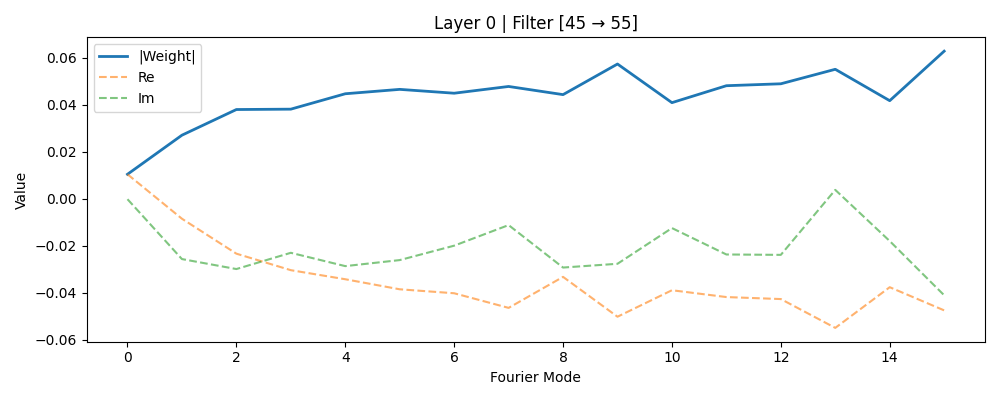 Layer 0 | Filter [45 → 55]
|Weight|
Re
Im
0.06
0.04
0.02
0.00
−0.02
−0.04
−0.06
Value
0 2 4 6 8 10 12 14
Fourier Mode